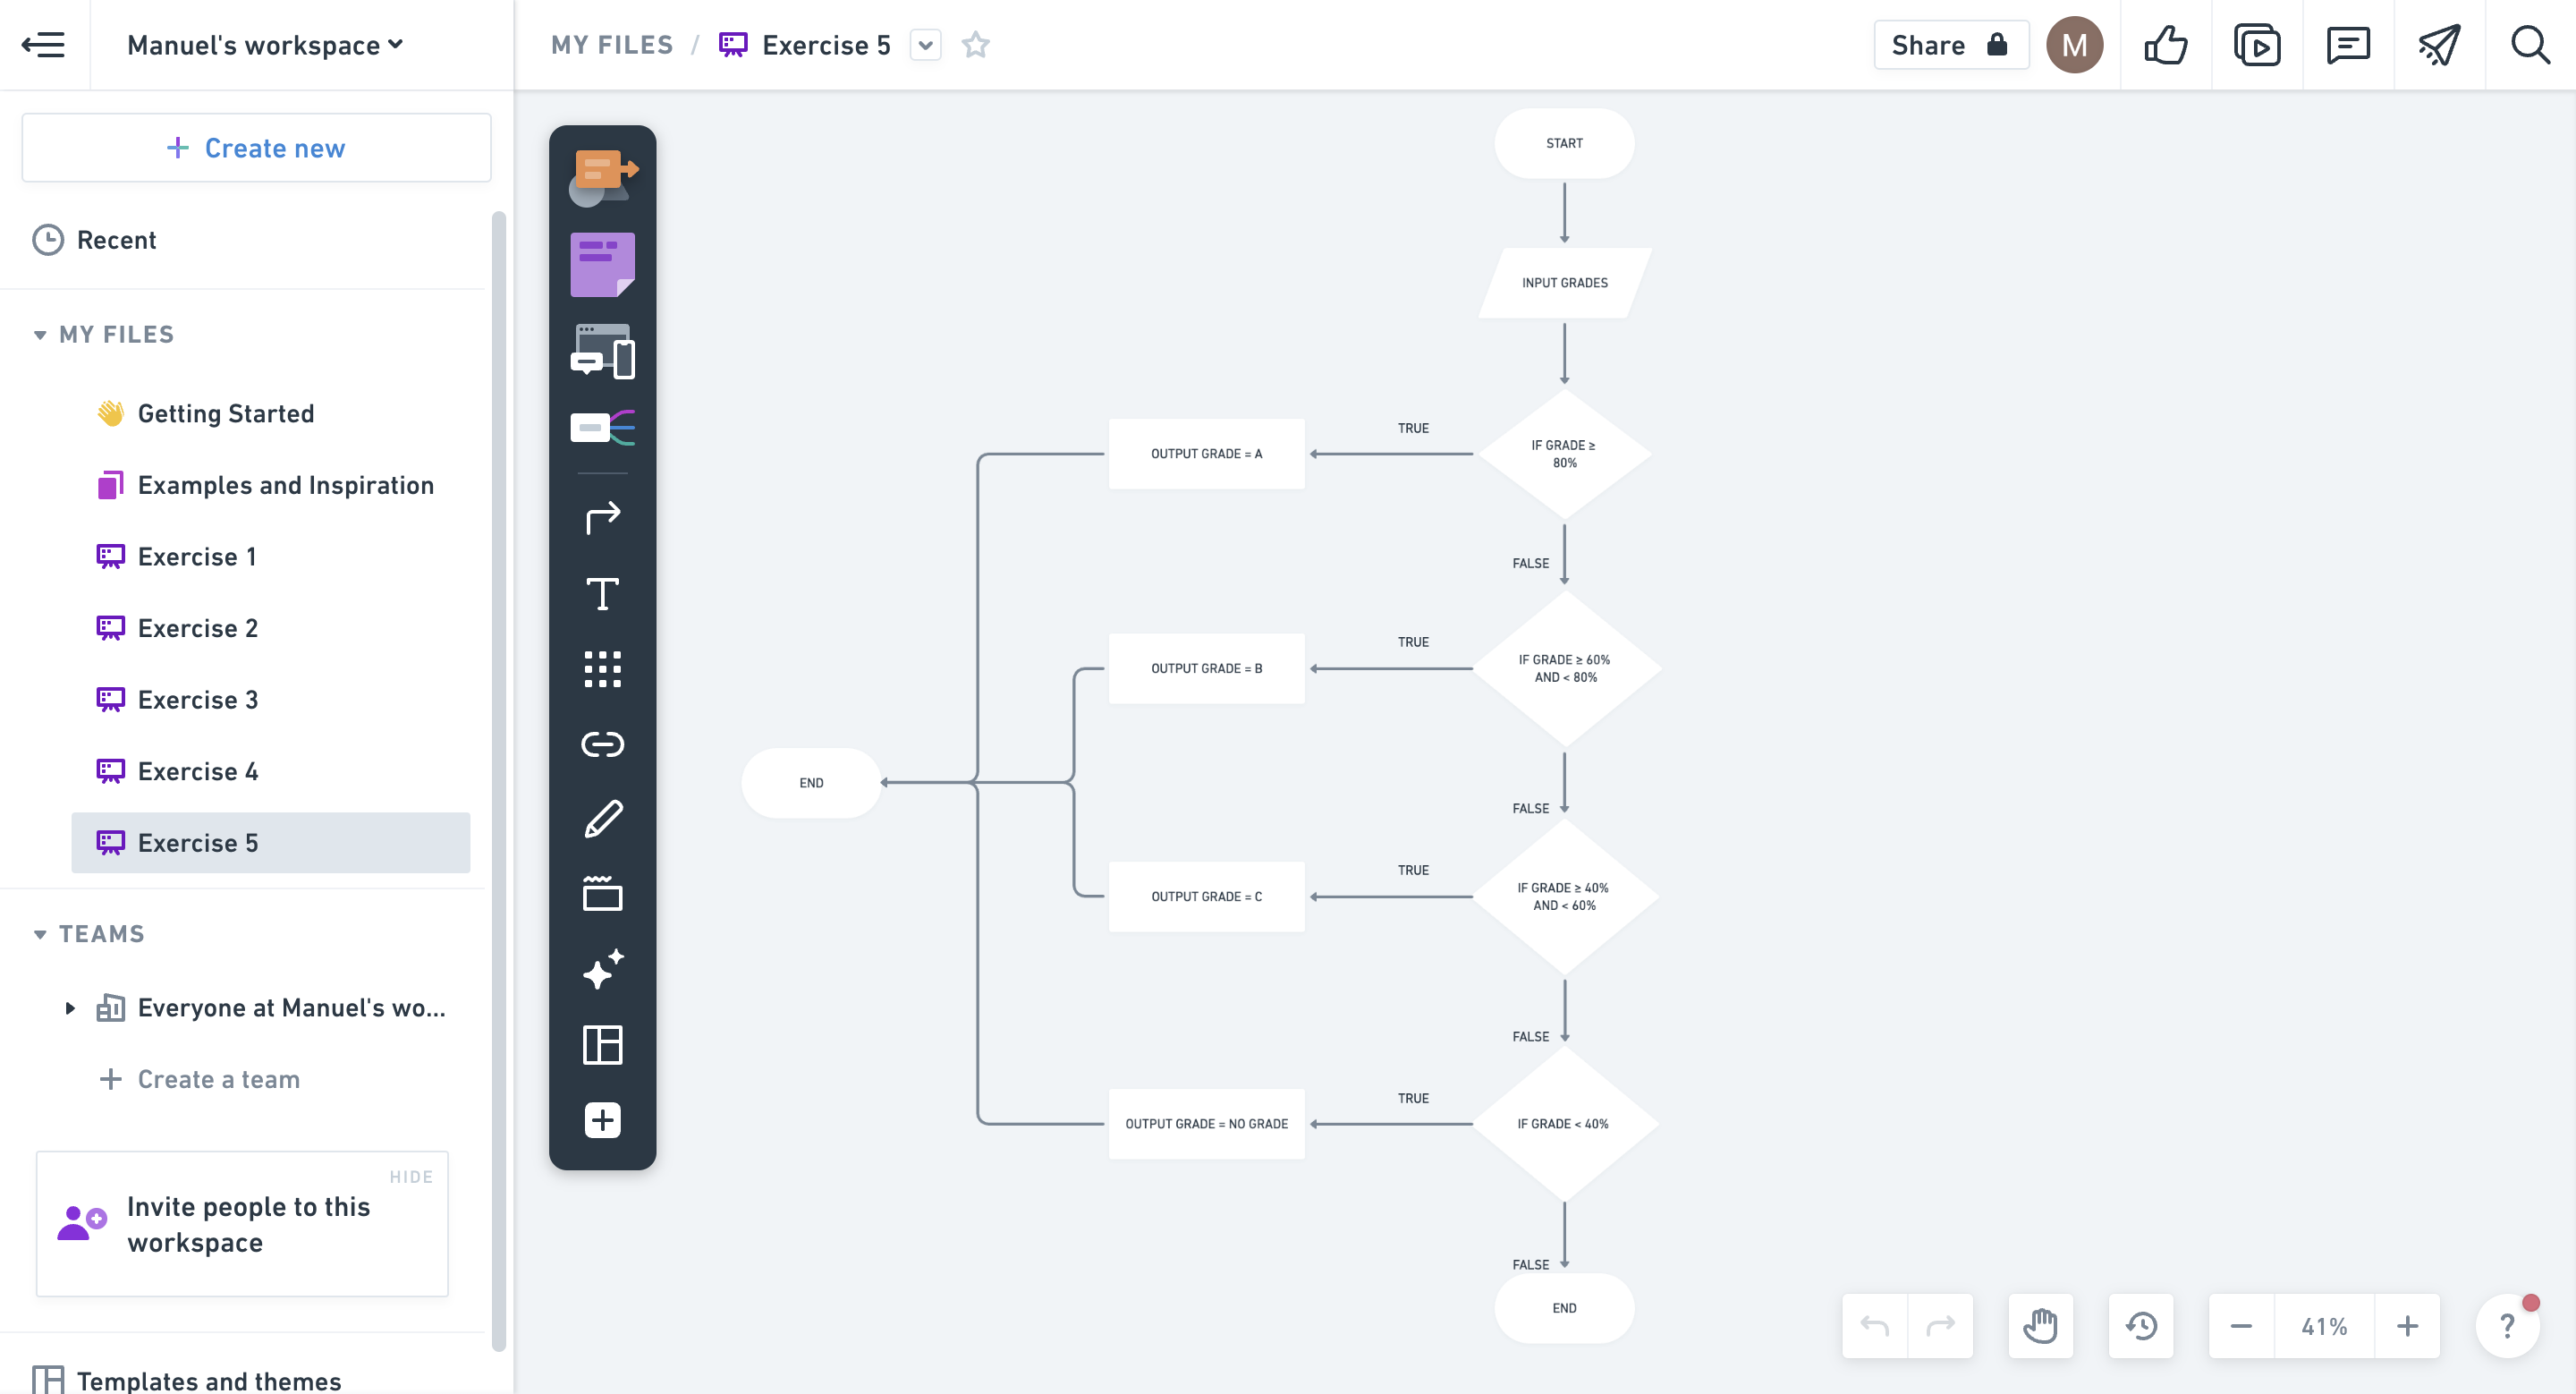 Manuel's workspace
MY FILES / Exercise 5
Share
M
Create new
Recent
MY FILES
Getting Started
Examples and Inspiration
Exercise 1
Exercise 2
Exercise 3
Exercise 4
Exercise 5
TEAMS
Everyone at Manuel's wo...
Create a team
HIDE
Invite people to this
workspace
Templates and themes
T
START
INPUT GRADES
IF GRADE ≥
80%
TRUE
OUTPUT GRADE = A
FALSE
IF GRADE ≥ 60%
AND < 80%
TRUE
OUTPUT GRADE = B
FALSE
END
IF GRADE ≥ 40%
AND < 60%
TRUE
OUTPUT GRADE = C
FALSE
IF GRADE < 40%
TRUE
OUTPUT GRADE = NO GRADE
FALSE
END
41%
?